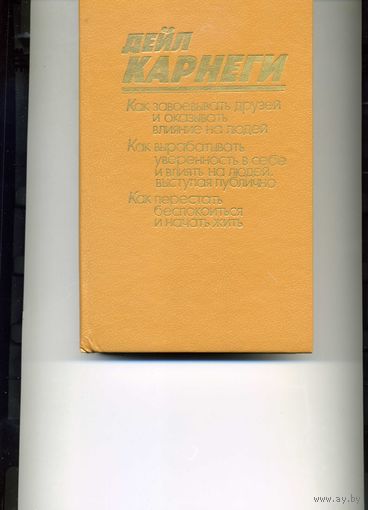 ДЕЙЛ
КАРНЕГИ
Как завоевывать друзей
и оказывать
влияние на людей
Как вырабатывать
уверенность в себе
и влиять на людей,
выступая публично
Как перестать
беспокоиться
и начать жить
www.ay.by